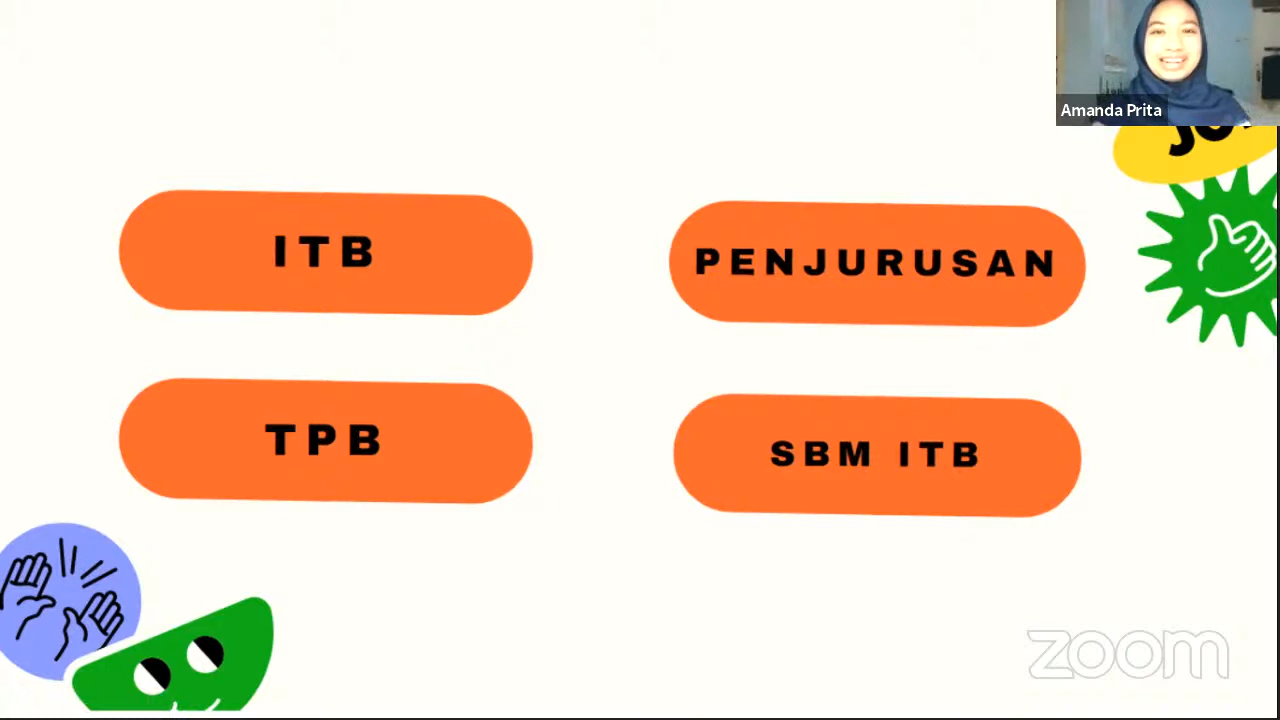 Amanda Prita
ITB
PENJURUSAN
TPB
SBM ITB
zoom